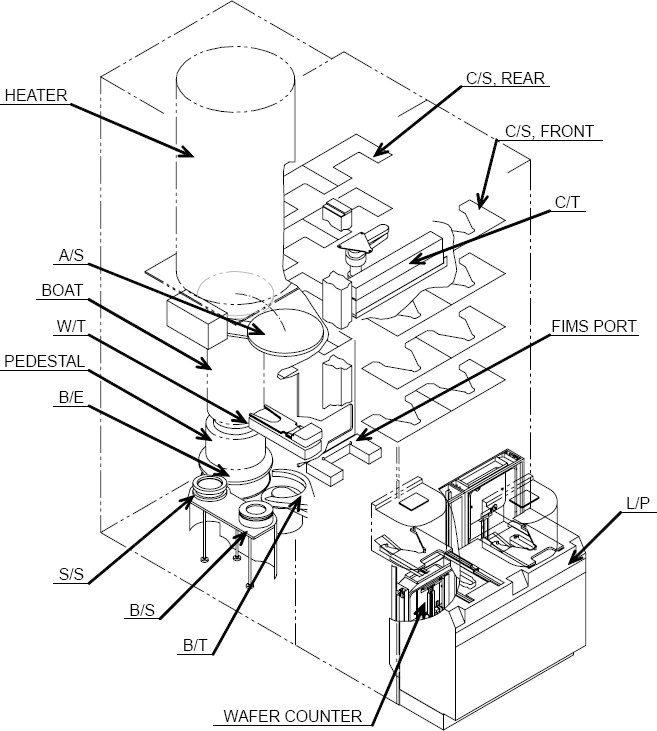 C/S, REAR
HEATER
C/S, FRONT
C/T
A/S
BOAT
W/T
FIMS PORT
PEDESTAL
B/E
L/P
S/S
B/S
B/T
WAFER COUNTER